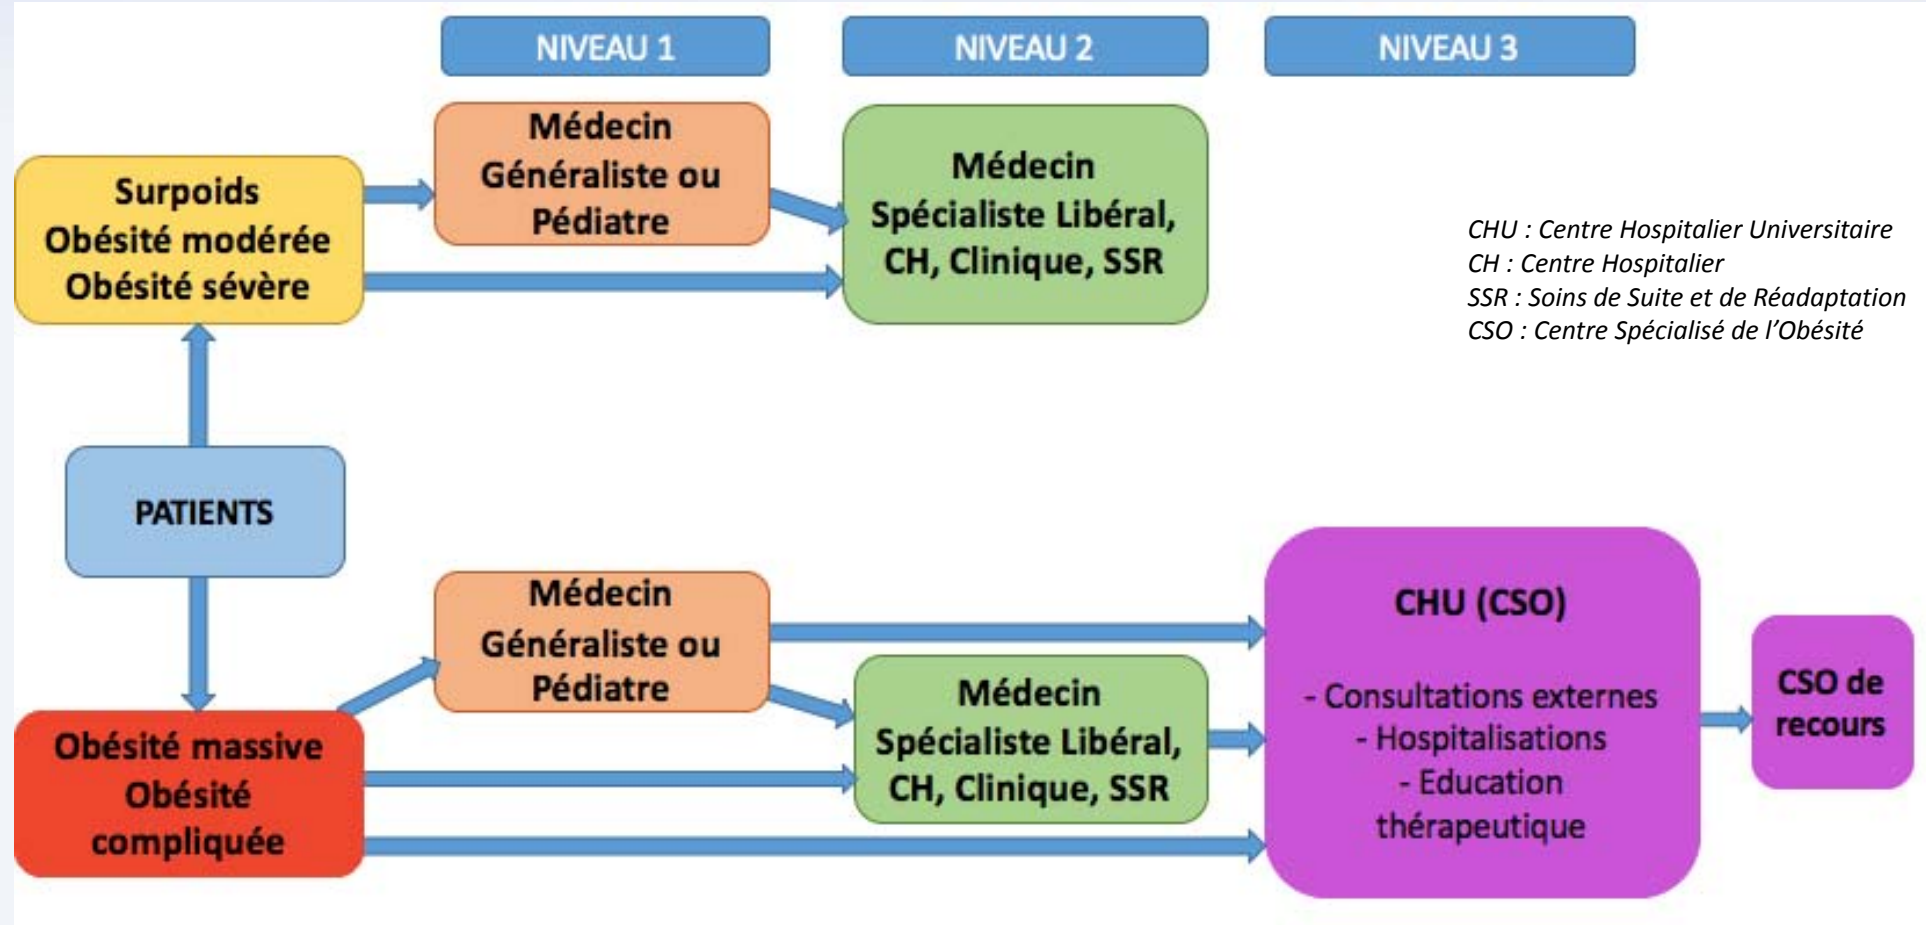 NIVEAU 1
NIVEAU 2
NIVEAU 3
Surpoids
Obésité modérée
Obésité sévère
Médecin
Généraliste ou
Pédiatre
Médecin
Spécialiste Libéral,
CH, Clinique, SSR
CHU : Centre Hospitalier Universitaire
CH : Centre Hospitalier
SSR : Soins de Suite et de Réadaptation
CSO : Centre Spécialisé de l’Obésité
PATIENTS
Obésité massive
Obésité
compliquée
Médecin
Généraliste ou
Pédiatre
Médecin
Spécialiste Libéral,
CH, Clinique, SSR
CHU (CSO)
- Consultations externes
- Hospitalisations
- Education
thérapeutique
CSO de
recours